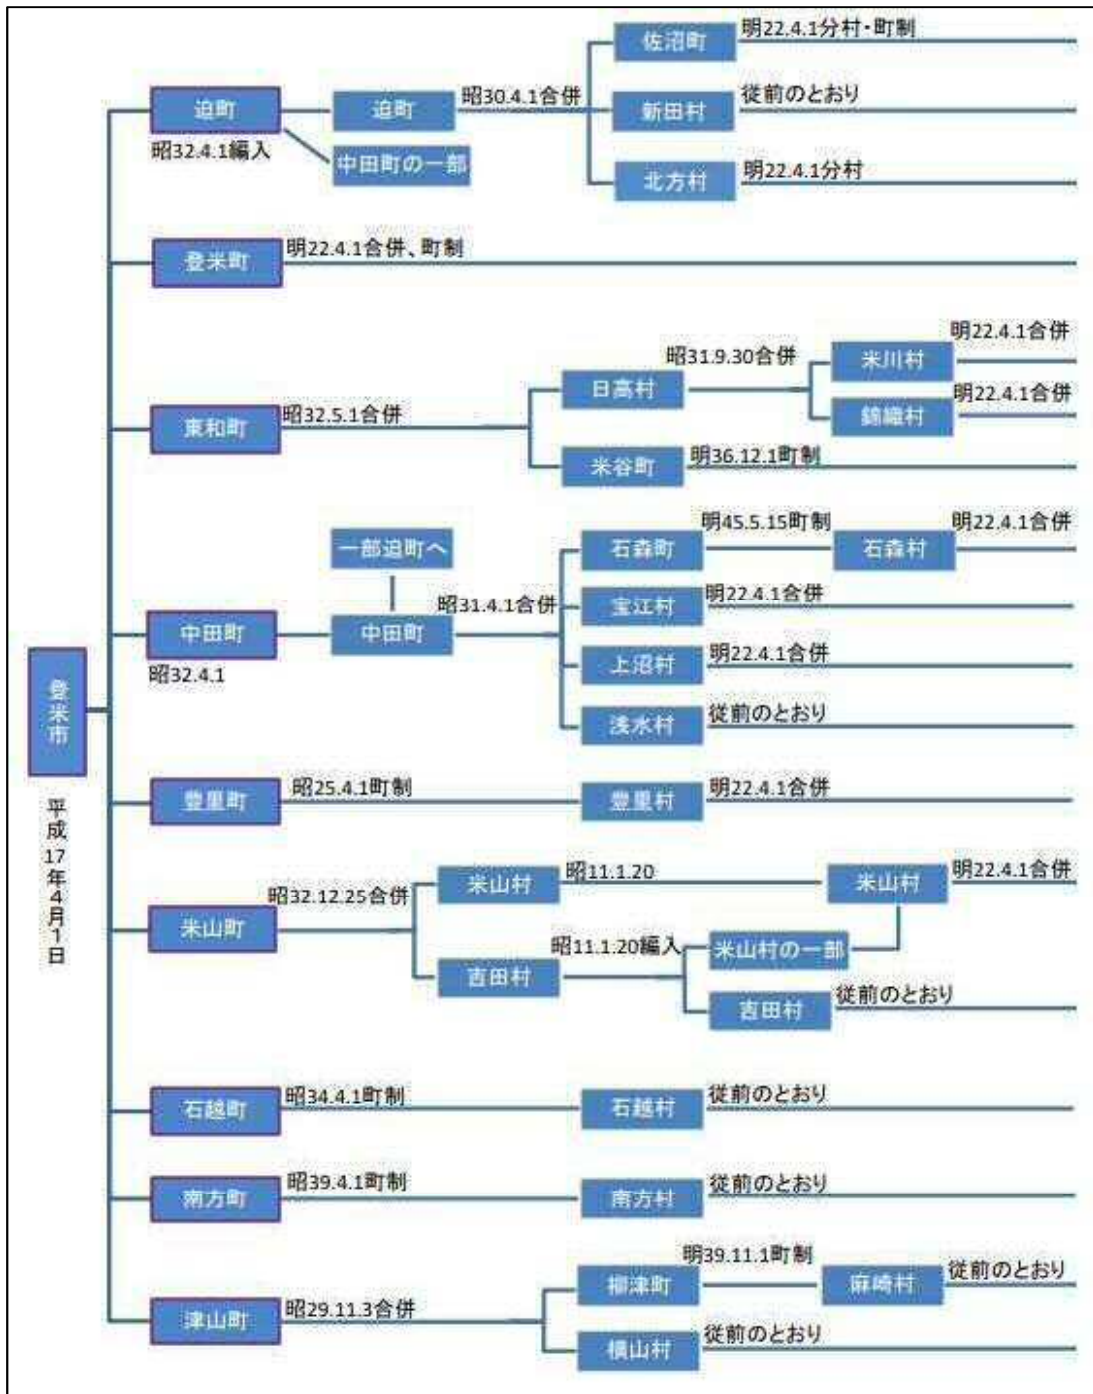 登米市
平成17年4月1日
迫町
昭32.4.1編入
迫町
中田町の一部
昭30.4.1合併
佐沼町
明22.4.1分村・町制
新田村
従前のとおり
北方村
明22.4.1分村
登米町
明22.4.1合併、町制
東和町
昭32.5.1合併
日高村
昭31.9.30合併
米川村
明22.4.1合併
錦織村
明22.4.1合併
米谷町
明36.12.1町制
中田町
昭32.4.1
一部迫町へ
中田町
昭31.4.1合併
石森町
明45.5.15町制
石森村
明22.4.1合併
宝江村
明22.4.1合併
上沼村
明22.4.1合併
浅水村
従前のとおり
豊里町
昭25.4.1町制
豊里村
明22.4.1合併
米山町
昭32.12.25合併
米山村
昭11.1.20
米山村
明22.4.1合併
吉田村
昭11.1.20編入
米山村の一部
吉田村
従前のとおり
石越町
昭34.4.1町制
石越村
従前のとおり
南方町
昭39.4.1町制
南方村
従前のとおり
津山町
昭29.11.3合併
柳津町
明39.11.1町制
麻崎村
従前のとおり
横山村
従前のとおり